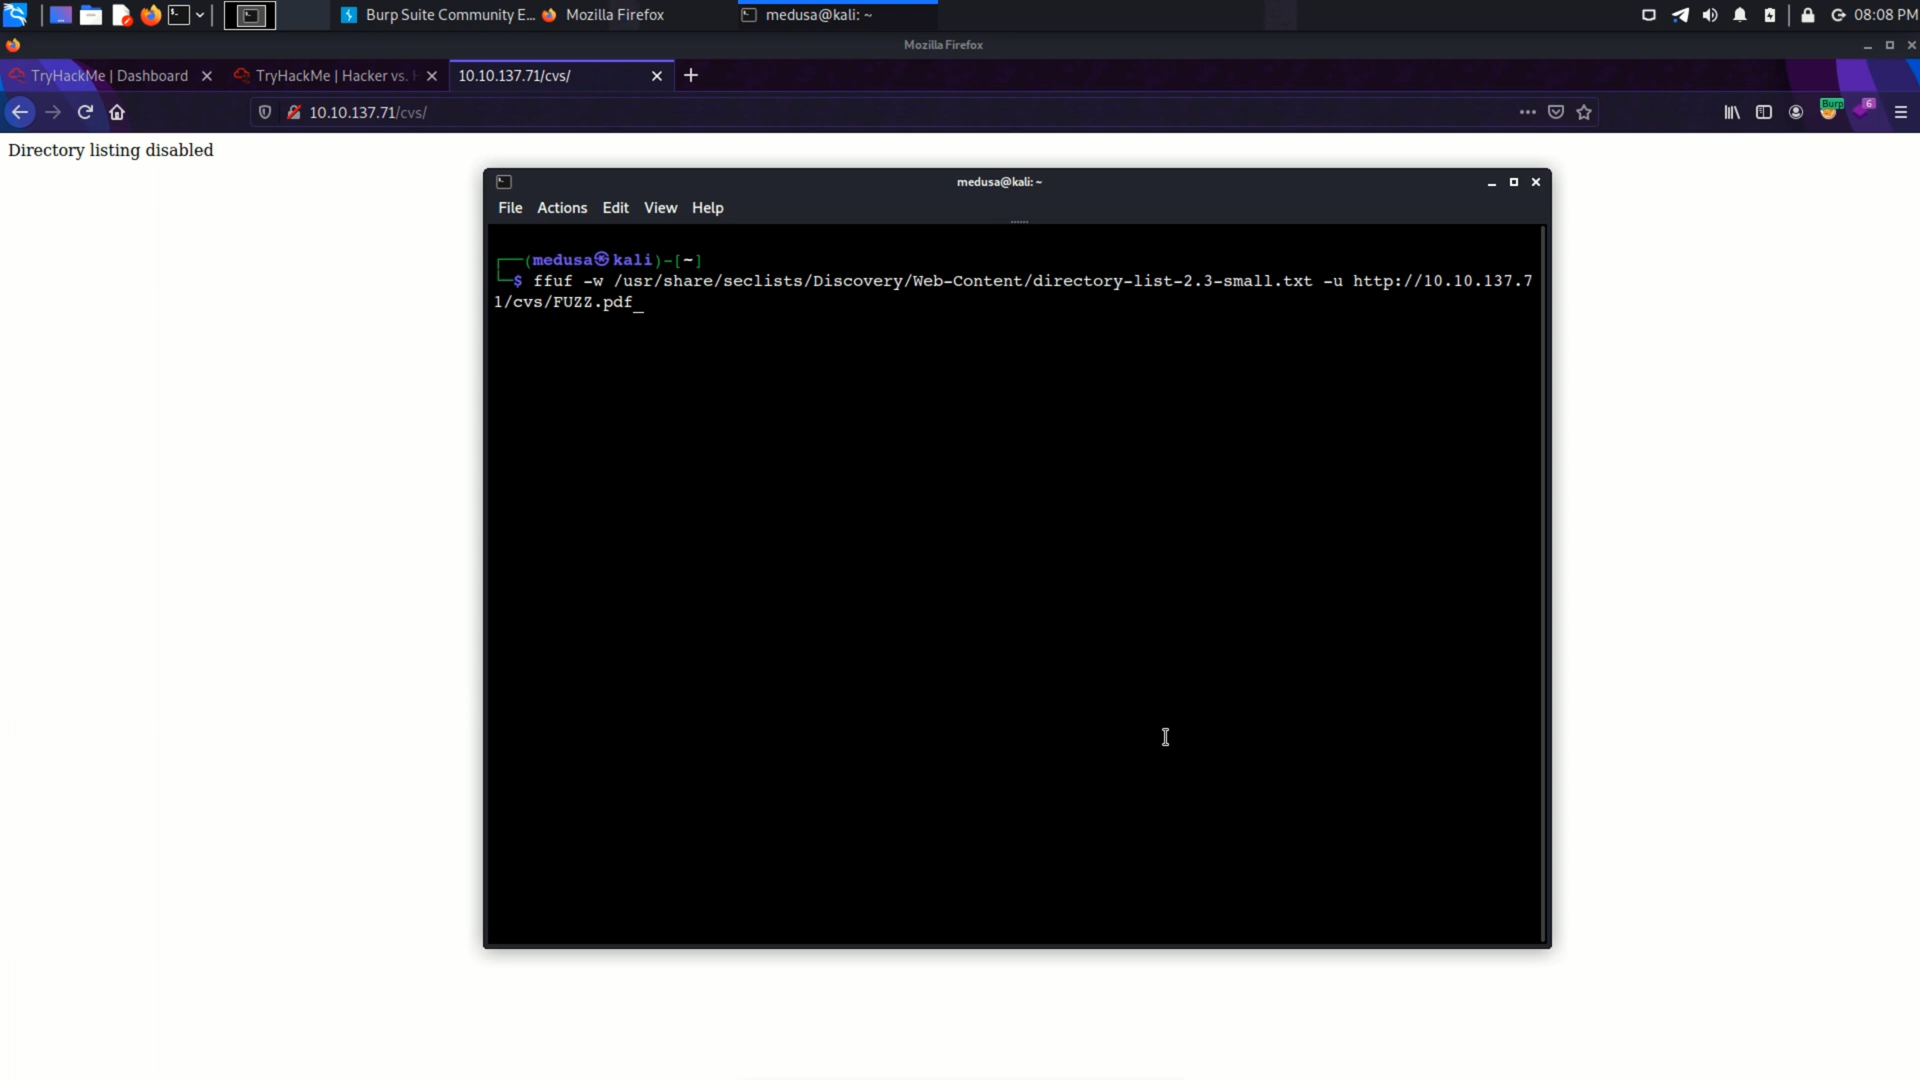 Burp Suite Community E...
Mozilla Firefox
medusa@kali: ~
08:08 PM
Mozilla Firefox
TryHackMe | Dashboard
TryHackMe | Hacker vs.
10.10.137.71/cvs/
10.10.137.71/cvs/
Burp
6
Directory listing disabled
medusa@kali: ~
File Actions Edit View Help
┌──(medusa㉿kali)-[~]
└─$ ffuf -w /usr/share/seclists/Discovery/Web-Content/directory-list-2.3-small.txt -u http://10.10.137.7
1/cvs/FUZZ.pdf_